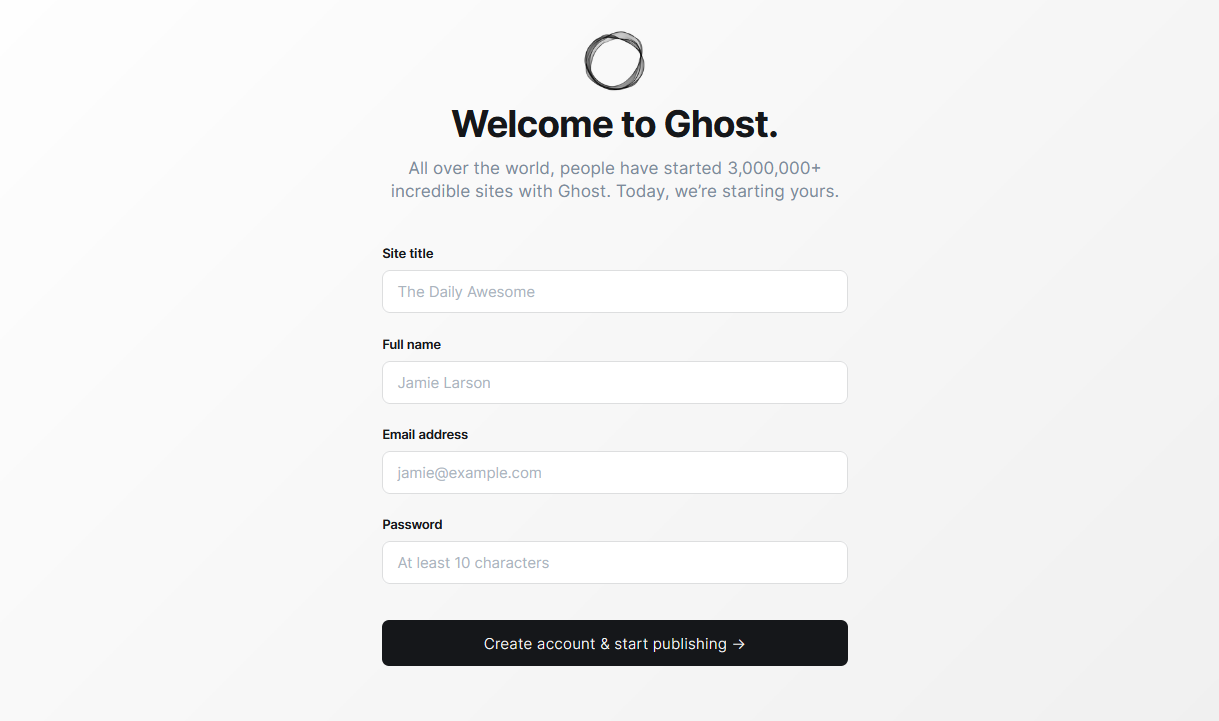 Welcome to Ghost.
All over the world, people have started 3,000,000+
incredible sites with Ghost. Today, we’re starting yours.
Site title
The Daily Awesome
Full name
Jamie Larson
Email address
jamie@example.com
Password
At least 10 characters
Create account & start publishing →